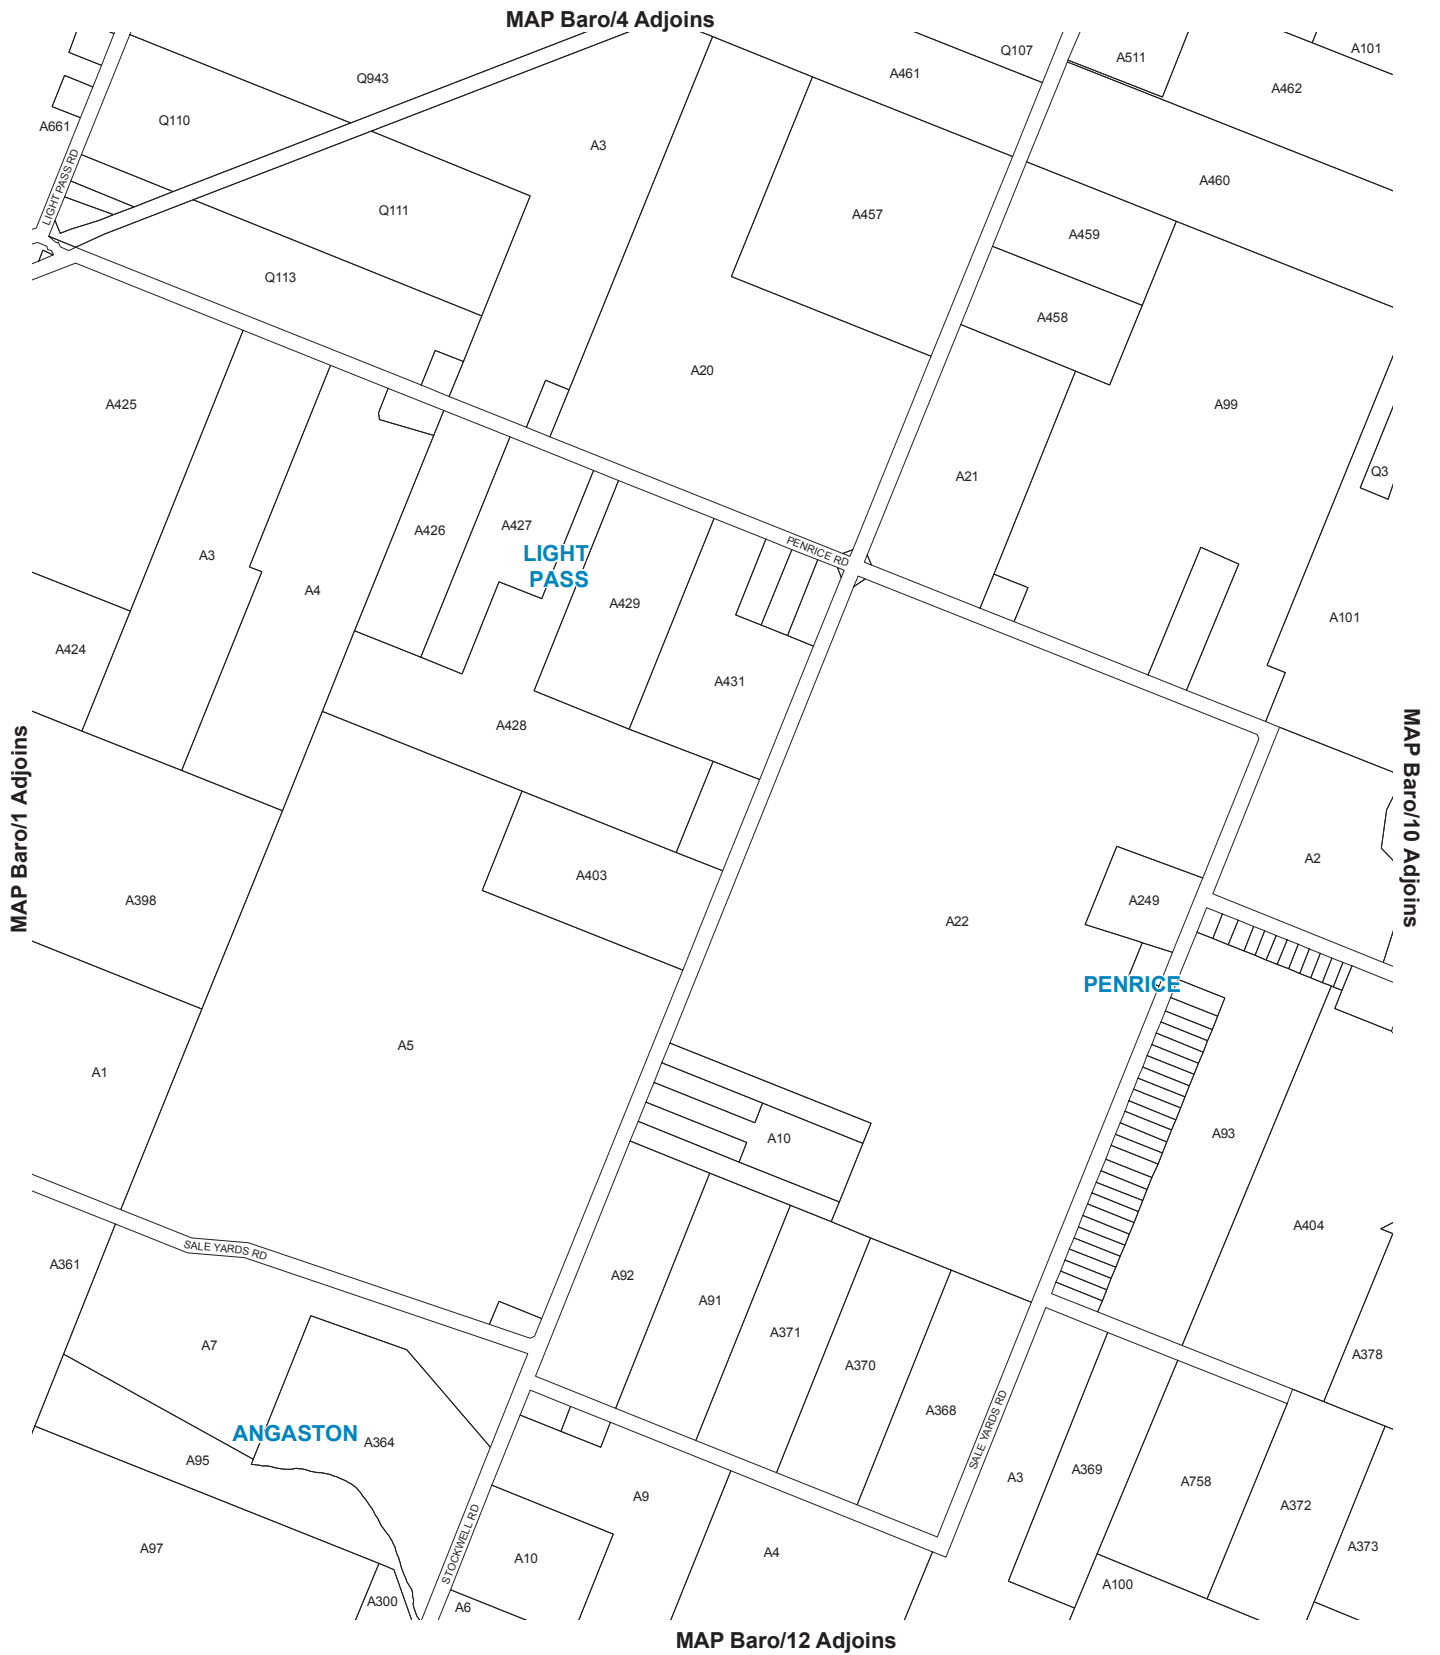 MAP Baro/4 Adjoins
Q107
A101
A511
A461
Q943
A462
Q110
A661
A3
A460
LIGHT PASS RD
Q111
A457
A459
Q113
A458
A20
A425
A99
Q3
A21
A426
A427
PENRICE RD
LIGHT
PASS
A3
A4
A429
A101
A424
A431
A428
MAP Baro/1 Adjoins
MAP Baro/10 Adjoins
A2
A403
A398
A249
A22
PENRICE
A5
A1
A93
A10
A404
SALE YARDS RD
A361
A92
A91
A371
A7
A370
A378
A368
ANGASTON
A364
SALE YARDS RD
A95
A369
A3
A758
A9
A372
STOCKWELL RD
A97
A10
A4
A373
A100
A300
A6
MAP Baro/12 Adjoins